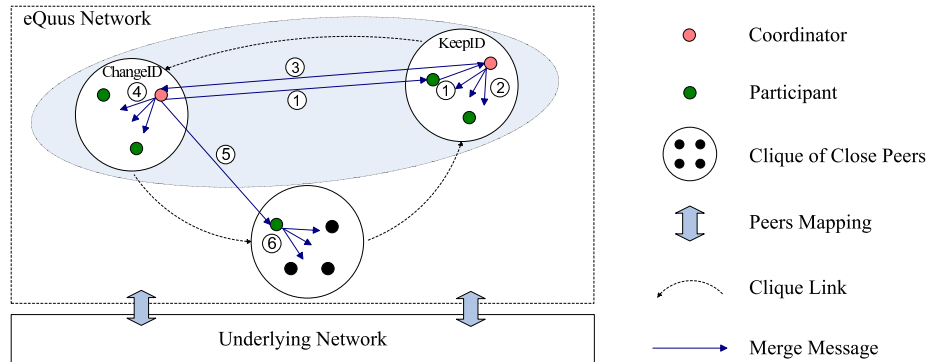 eQuus Network
KeepID
ChangeID
3
4
1
1
2
5
6
Underlying Network
Coordinator
Participant
Clique of Close Peers
Peers Mapping
Clique Link
Merge Message